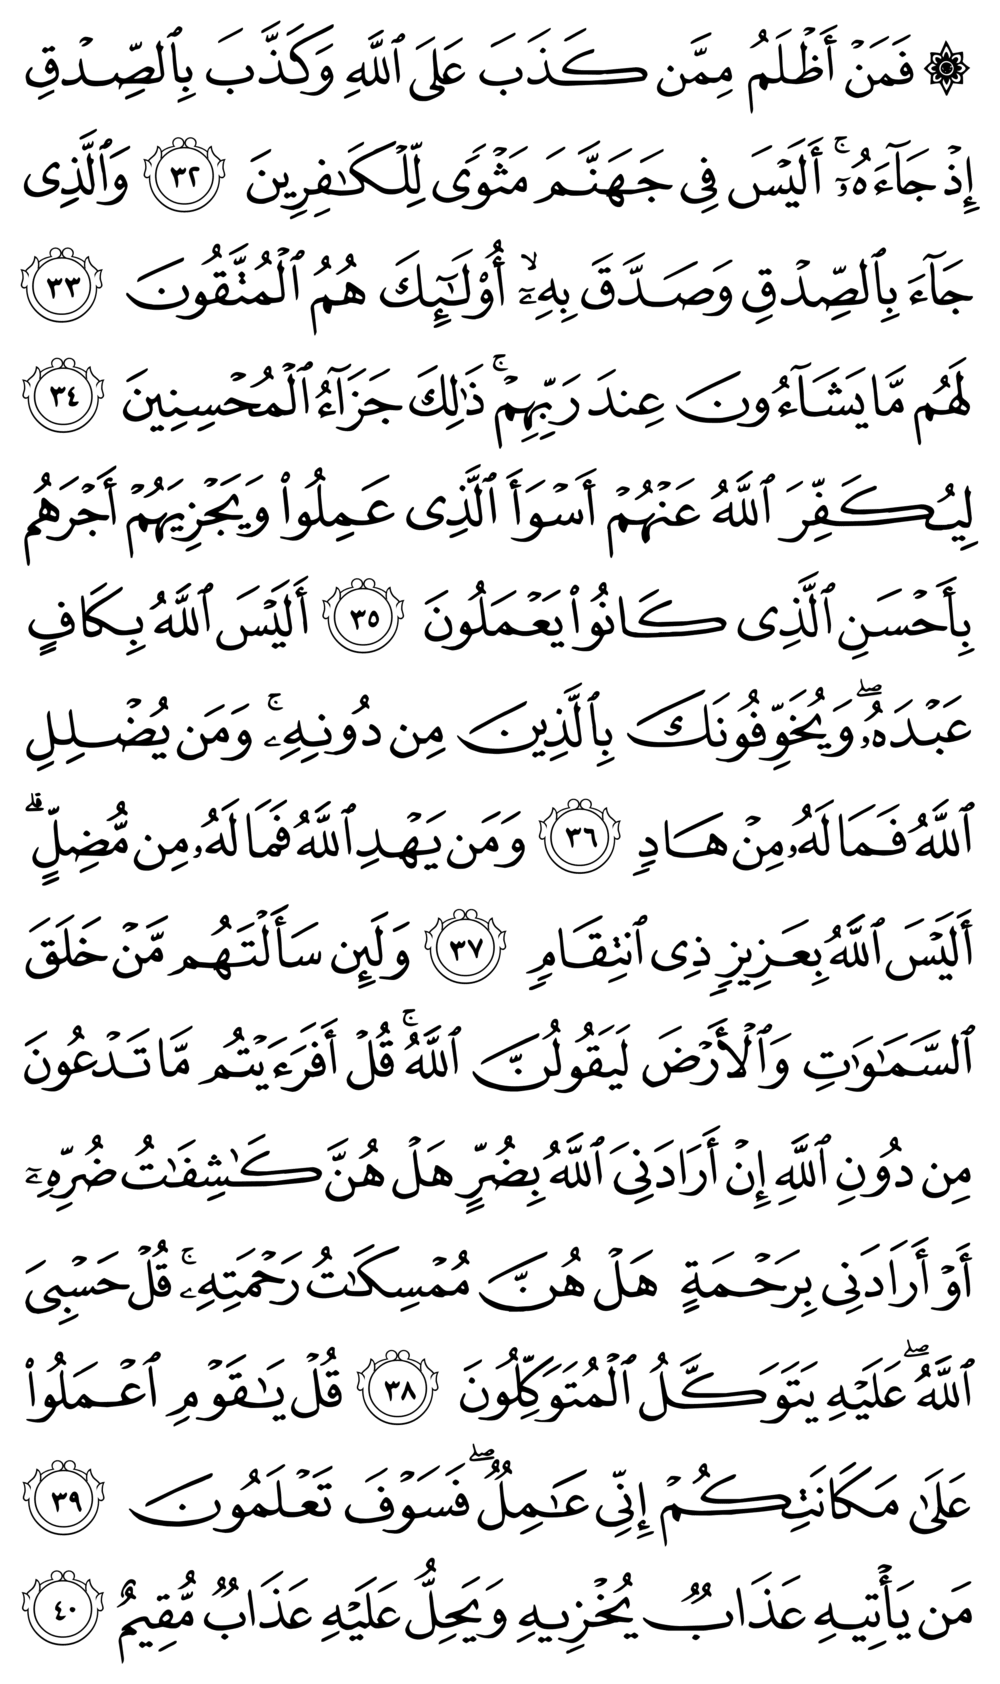 ۞ فَمَنۡ أَظۡلَمُ مِمَّن كَذَبَ عَلَى ٱللَّهِ وَكَذَّبَ بِٱلصِّدۡقِ
إِذۡ جَآءَهُۥٓۚ أَلَيۡسَ فِي جَهَنَّمَ مَثۡوٗى لِّلۡكَٰفِرِينَ ٣٢ وَٱلَّذِي
جَآءَ بِٱلصِّدۡقِ وَصَدَّقَ بِهِۦٓ أُوْلَٰٓئِكَ هُمُ ٱلۡمُتَّقُونَ ٣٣
لَهُم مَّا يَشَآءُونَ عِندَ رَبِّهِمۡۚ ذَٰلِكَ جَزَآءُ ٱلۡمُحۡسِنِينَ ٣٤
لِيُكَفِّرَ ٱللَّهُ عَنۡهُمۡ أَسۡوَأَ ٱلَّذِي عَمِلُواْ وَيَجۡزِيَهُمۡ أَجۡرَهُم
بِأَحۡسَنِ ٱلَّذِي كَانُواْ يَعۡمَلُونَ ٣٥ أَلَيۡسَ ٱللَّهُ بِكَافٍ
عَبۡدَهُۥۖ وَيُخَوِّفُونَكَ بِٱلَّذِينَ مِن دُونِهِۦۚ وَمَن يُضۡلِلِ
ٱللَّهُ فَمَا لَهُۥ مِنۡ هَادٖ ٣٦ وَمَن يَهۡدِ ٱللَّهُ فَمَا لَهُۥ مِن مُّضِلٍّۗ
أَلَيۡسَ ٱللَّهُ بِعَزِيزٖ ذِي ٱنتِقَامٖ ٣٧ وَلَئِن سَأَلۡتَهُم مَّنۡ خَلَقَ
ٱلسَّمَٰوَٰتِ وَٱلۡأَرۡضَ لَيَقُولُنَّ ٱللَّهُۚ قُلۡ أَفَرَءَيۡتُم مَّا تَدۡعُونَ
مِن دُونِ ٱللَّهِ إِنۡ أَرَادَنِيَ ٱللَّهُ بِضُرٍّ هَلۡ هُنَّ كَٰشِفَٰتُ ضُرِّهِۦٓ
أَوۡ أَرَادَنِي بِرَحۡمَةٍ هَلۡ هُنَّ مُمۡسِكَٰتُ رَحۡمَتِهِۦۚ قُلۡ حَسۡبِيَ
ٱللَّهُۖ عَلَيۡهِ يَتَوَكَّلُ ٱلۡمُتَوَكِّلُونَ ٣٨ قُلۡ يَٰقَوۡمِ ٱعۡمَلُواْ
عَلَىٰ مَكَانَتِكُمۡ إِنِّي عَٰمِلٞۖ فَسَوۡفَ تَعۡلَمُونَ ٣٩
مَن يَأۡتِيهِ عَذَابٞ يُخۡزِيهِ وَيَحِلُّ عَلَيۡهِ عَذَابٞ مُّقِيمٌ ٤٠